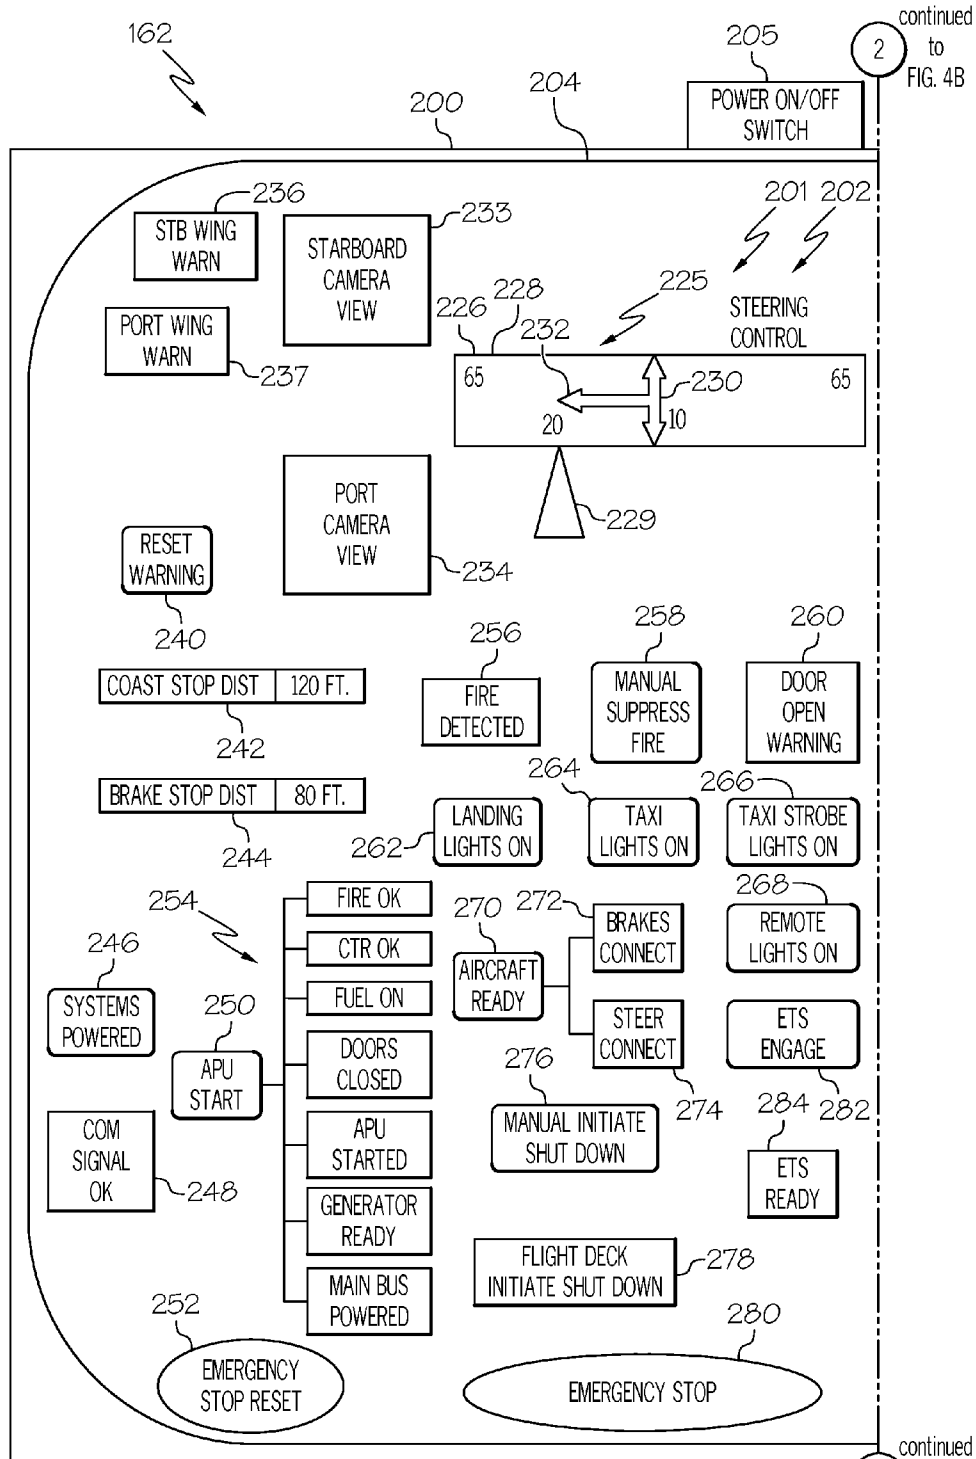 continued
to
FIG. 4B
2
162
205
POWER ON/OFF
SWITCH
200
204
236
STB WING
WARN
233
STARBOARD
CAMERA
VIEW
201
202
PORT WING
WARN
237
226
228
232
225
STEERING
CONTROL
65
230
65
20
10
229
PORT
CAMERA
VIEW
234
RESET
WARNING
240
256
258
260
COAST STOP DIST 120 FT.
242
FIRE
DETECTED
MANUAL
SUPPRESS
FIRE
DOOR
OPEN
WARNING
BRAKE STOP DIST 80 FT.
244
264
266
262
LANDING
LIGHTS ON
TAXI
LIGHTS ON
TAXI STROBE
LIGHTS ON
254
FIRE OK
CTR OK
FUEL ON
DOORS
CLOSED
APU
STARTED
GENERATOR
READY
MAIN BUS
POWERED
246
SYSTEMS
POWERED
250
APU
START
COM
SIGNAL
OK
248
270
AIRCRAFT
READY
272
BRAKES
CONNECT
STEER
CONNECT
274
268
REMOTE
LIGHTS ON
ETS
ENGAGE
282
276
MANUAL INITIATE
SHUT DOWN
284
ETS
READY
FLIGHT DECK
INITIATE SHUT DOWN
278
252
EMERGENCY
STOP RESET
280
EMERGENCY STOP
continued